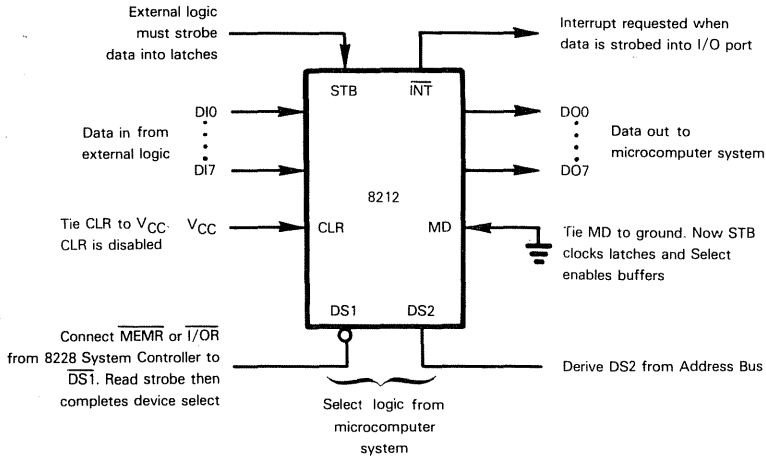 External logic
must strobe
data into latches
Interrupt requested when
data is strobed into I/O port
STB
INT
DI0
DI7
Data in from
external logic
DO0
DO7
Data out to
microcomputer system
8212
Tie CLR to VCC.
CLR is disabled
VCC
CLR
MD
Tie MD to ground. Now STB
clocks latches and Select
enables buffers
DS1
DS2
Connect MEMR or I/OR
from 8228 System Controller to
DS1. Read strobe then
completes device select
Derive DS2 from Address Bus
Select logic from
microcomputer
system